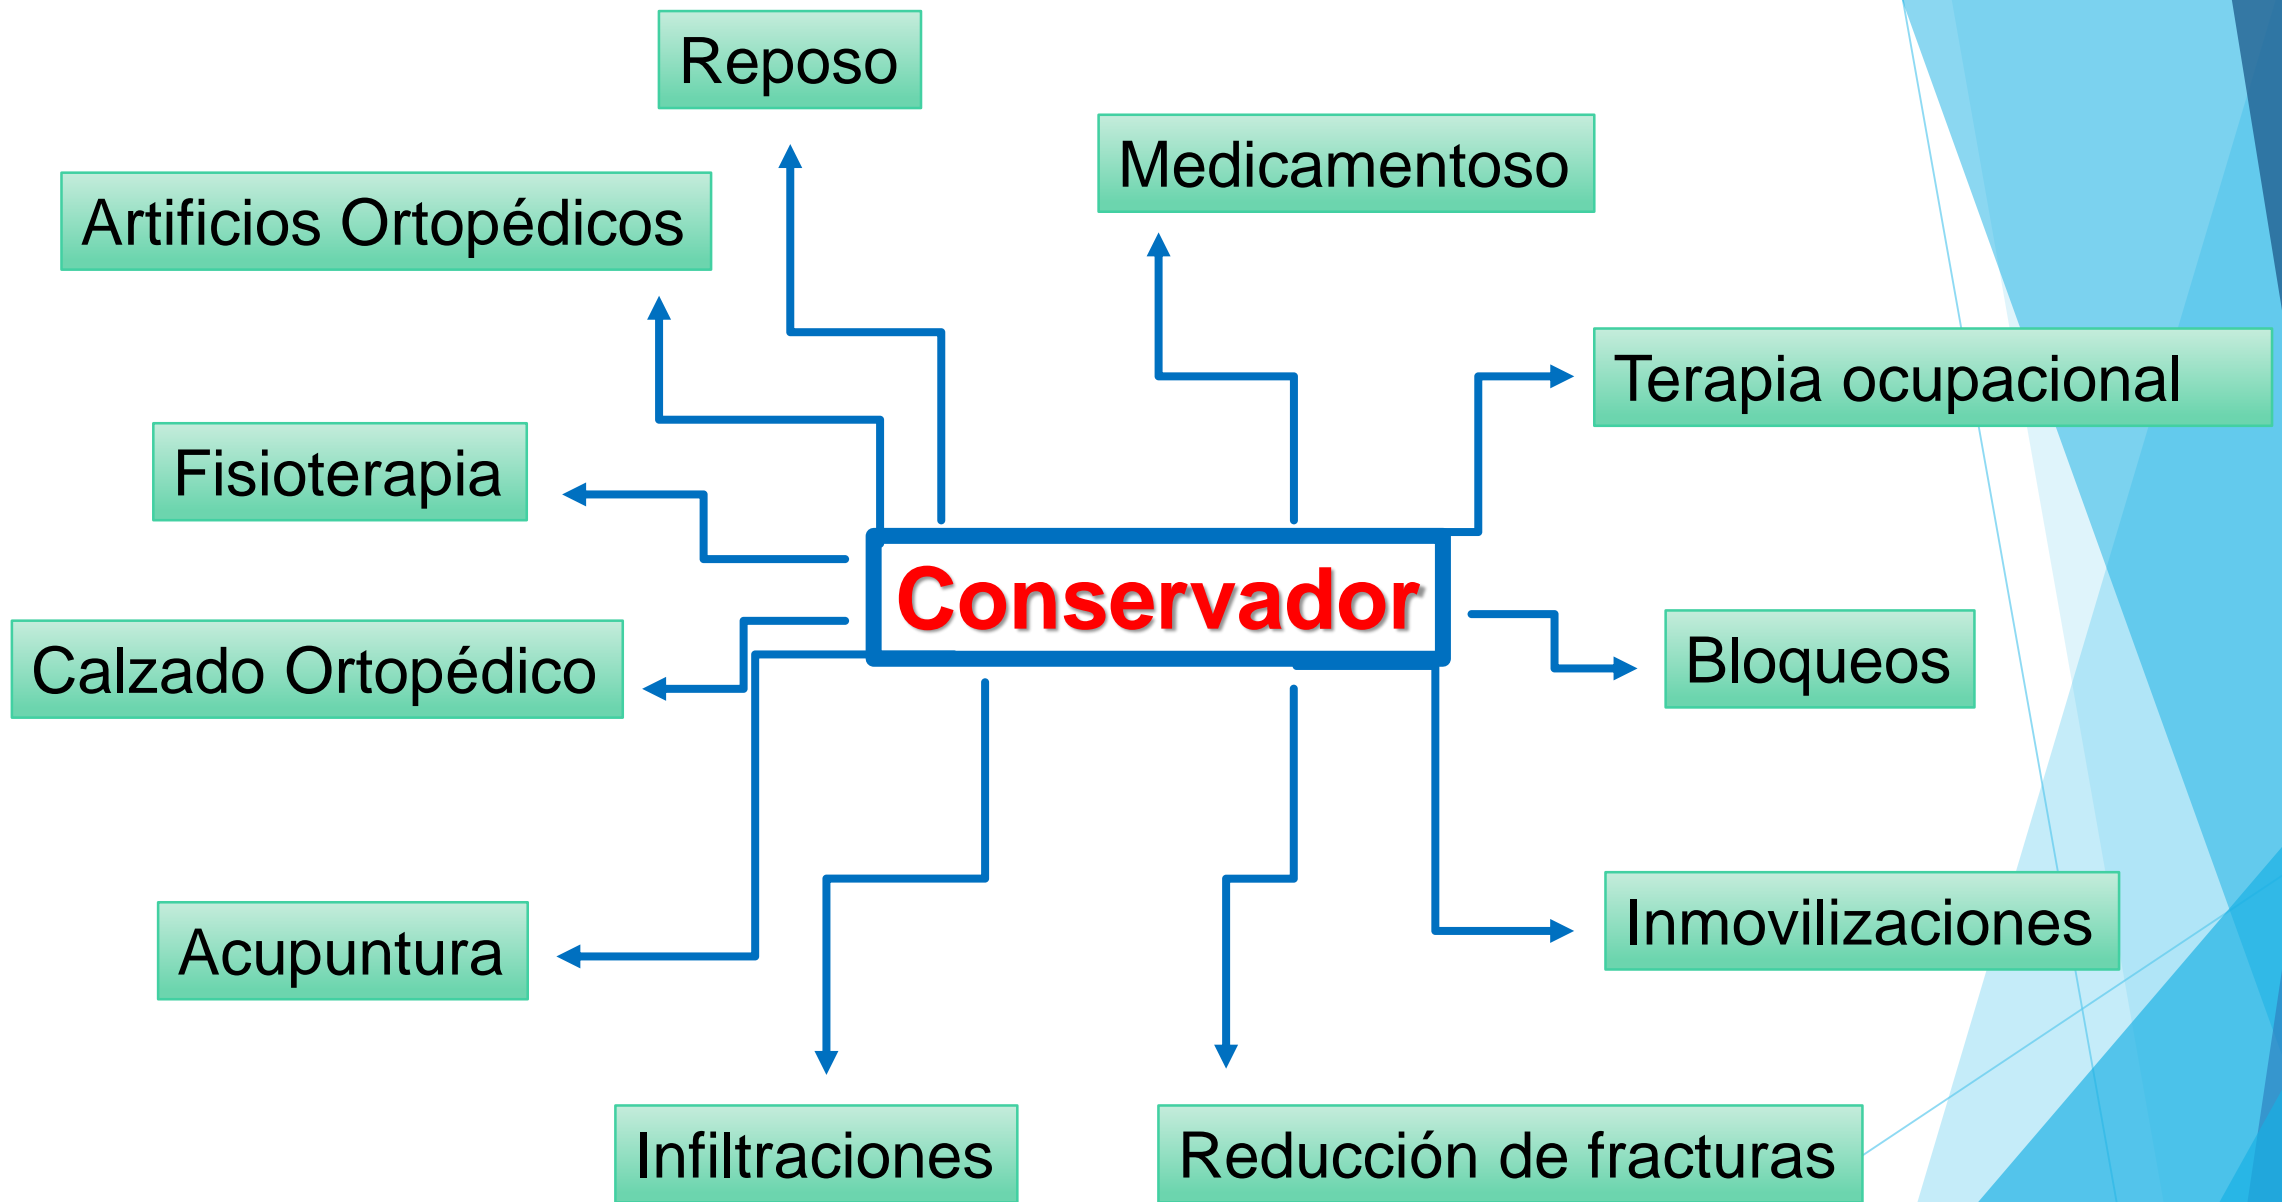 Reposo
Medicamentoso
Artificios Ortopédicos
Terapia ocupacional
Fisioterapia
Conservador
Bloqueos
Calzado Ortopédico
Inmovilizaciones
Acupuntura
Infiltraciones
Reducción de fracturas